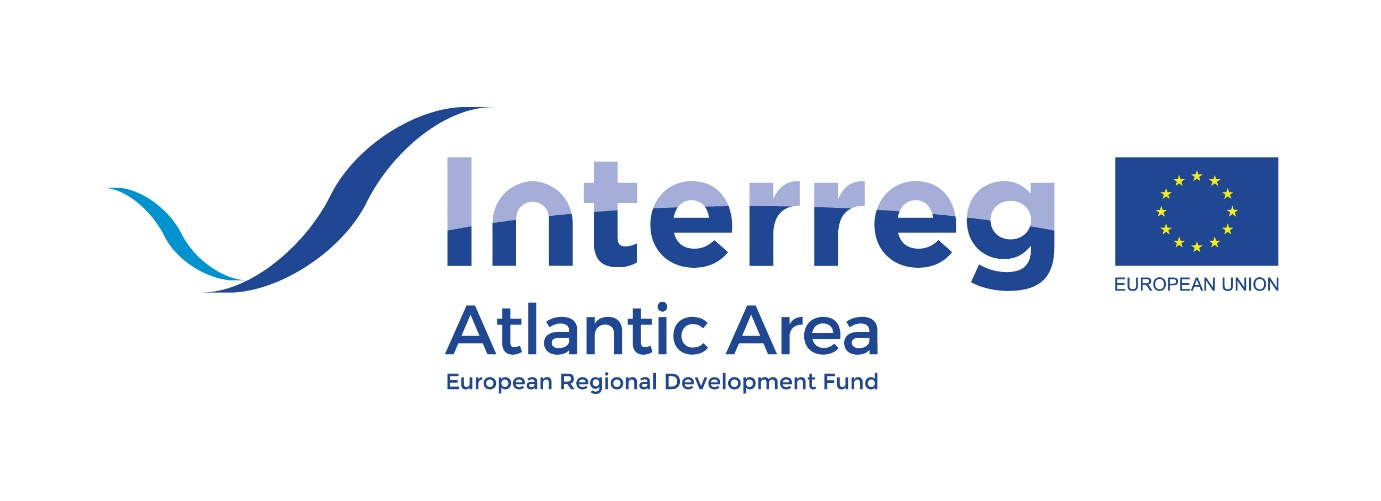 Interreg
EUROPEAN UNION
Atlantic Area
European Regional Development Fund